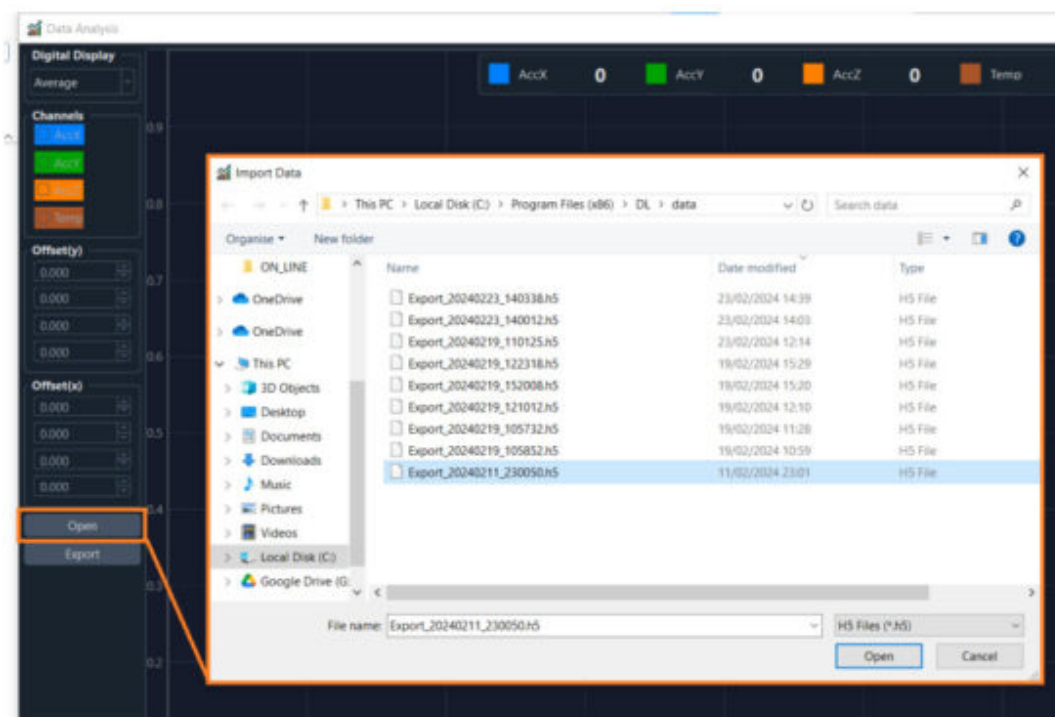 Data Analysis
Digital Display
Average
AccX 0 AccY 0 AccZ 0 Temp
Channels
AccX
AccY
AccZ
Temp
Offset(y)
0.000
0.000
0.000
0.000
Offset(x)
0.000
0.000
0.000
0.000
Open
Export
0.9
0.8
0.7
0.6
0.5
0.4
0.3
0.2
Import Data
This PC > Local Disk (C:) > Program Files (x86) > DL > data
Search data
Organise
New folder
ON_LINE
OneDrive
OneDrive
This PC
3D Objects
Desktop
Documents
Downloads
Music
Pictures
Videos
Local Disk (C:)
Google Drive (G:
Name Date modified Type
Export_20240223_140338.h5 23/02/2024 14:39 H5 File
Export_20240223_140012.h5 23/02/2024 14:03 H5 File
Export_20240219_110125.h5 23/02/2024 12:14 H5 File
Export_20240219_122318.h5 19/02/2024 15:29 H5 File
Export_20240219_152008.h5 19/02/2024 15:20 H5 File
Export_20240219_121012.h5 19/02/2024 12:10 H5 File
Export_20240219_105732.h5 19/02/2024 11:28 H5 File
Export_20240219_105852.h5 19/02/2024 10:59 H5 File
Export_20240211_230050.h5 11/02/2024 23:01 H5 File
File name: Export_20240211_230050.h5
H5 Files (*.h5)
Open
Cancel